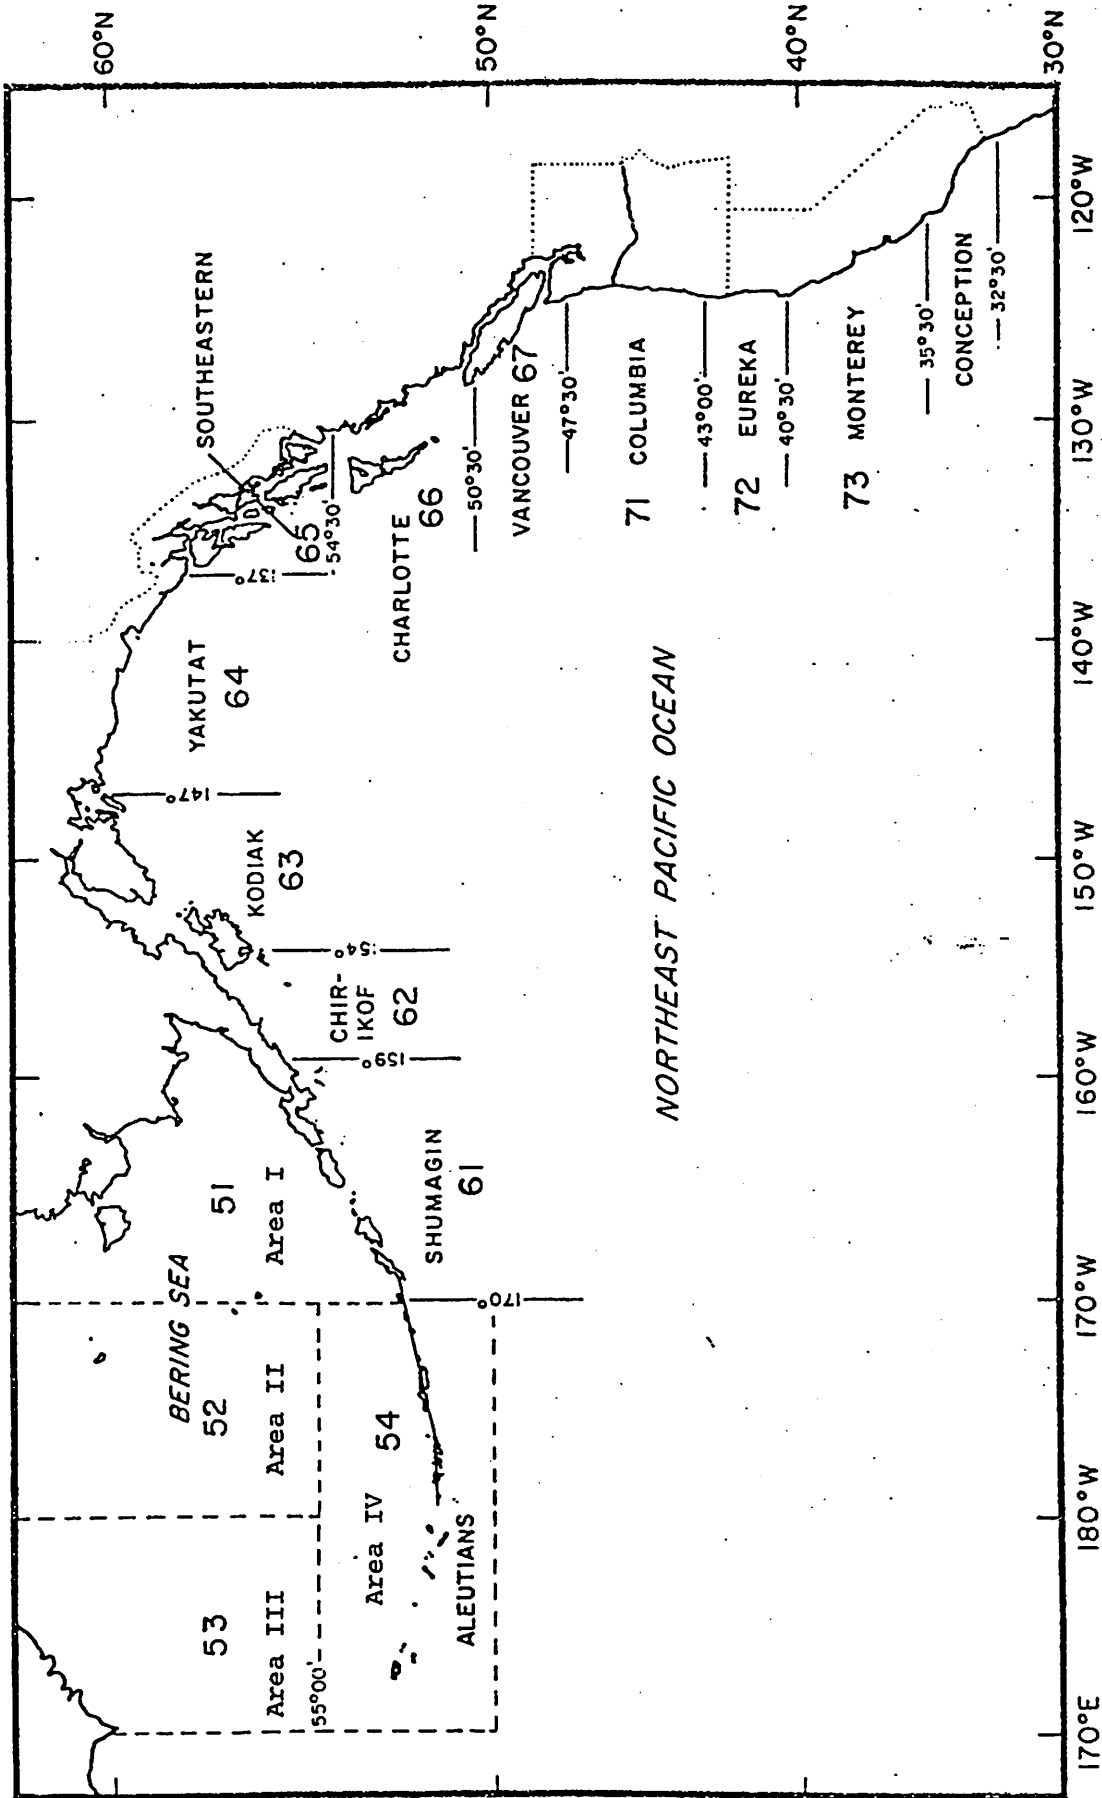 60°N
50°N
40°N
30°N
170°E
180°W
170°W
160°W
150°W
140°W
130°W
120°W
BERING SEA
53
Area III
55°00'
52
Area II
51
Area I
Area IV
54
ALEUTIANS
170°
SHUMAGIN
61
159°
CHIR-
IKOF
62
154°
KODIAK
63
147°
YAKUTAT
64
137°
SOUTHEASTERN
65
54°30'
CHARLOTTE
66
50°30'
VANCOUVER 67
47°30'
71 COLUMBIA
43°00'
72 EUREKA
40°30'
73 MONTEREY
35°30'
CONCEPTION
32°30'
NORTHEAST PACIFIC OCEAN